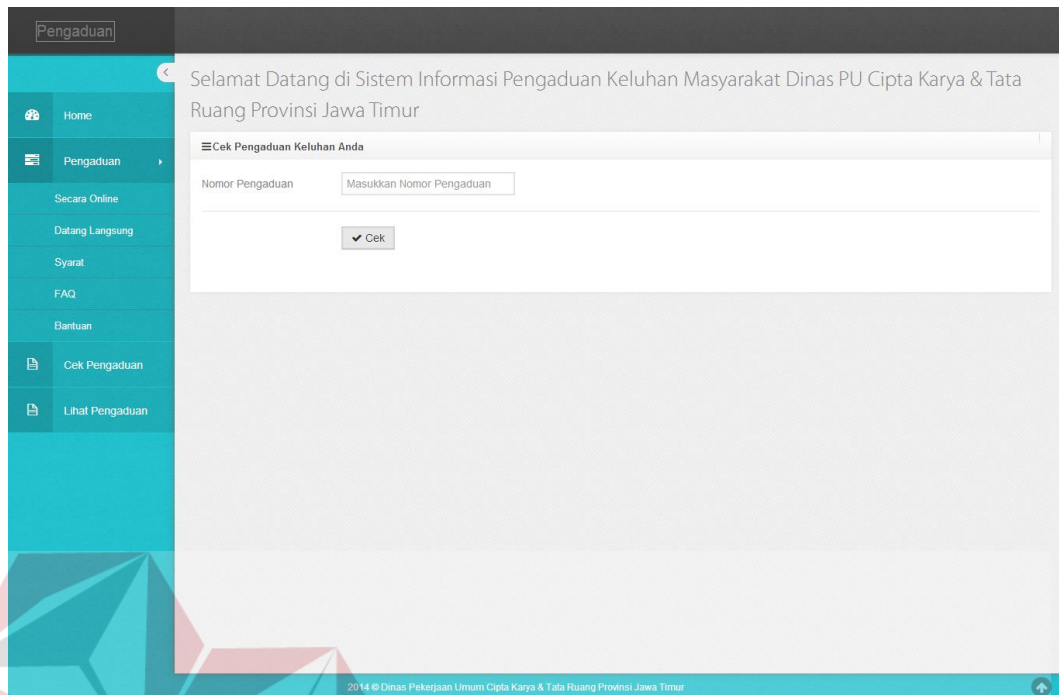 Pengaduan
Selamat Datang di Sistem Informasi Pengaduan Keluhan Masyarakat Dinas PU Cipta Karya & Tata
Ruang Provinsi Jawa Timur
Home
Pengaduan
Secara Online
Datang Langsung
Syarat
FAQ
Bantuan
Cek Pengaduan
Lihat Pengaduan
Cek Pengaduan Keluhan Anda
Nomor Pengaduan
Masukkan Nomor Pengaduan
Cek
2014 © Dinas Pekerjaan Umum Cipta Karya & Tata Ruang Provinsi Jawa Timur